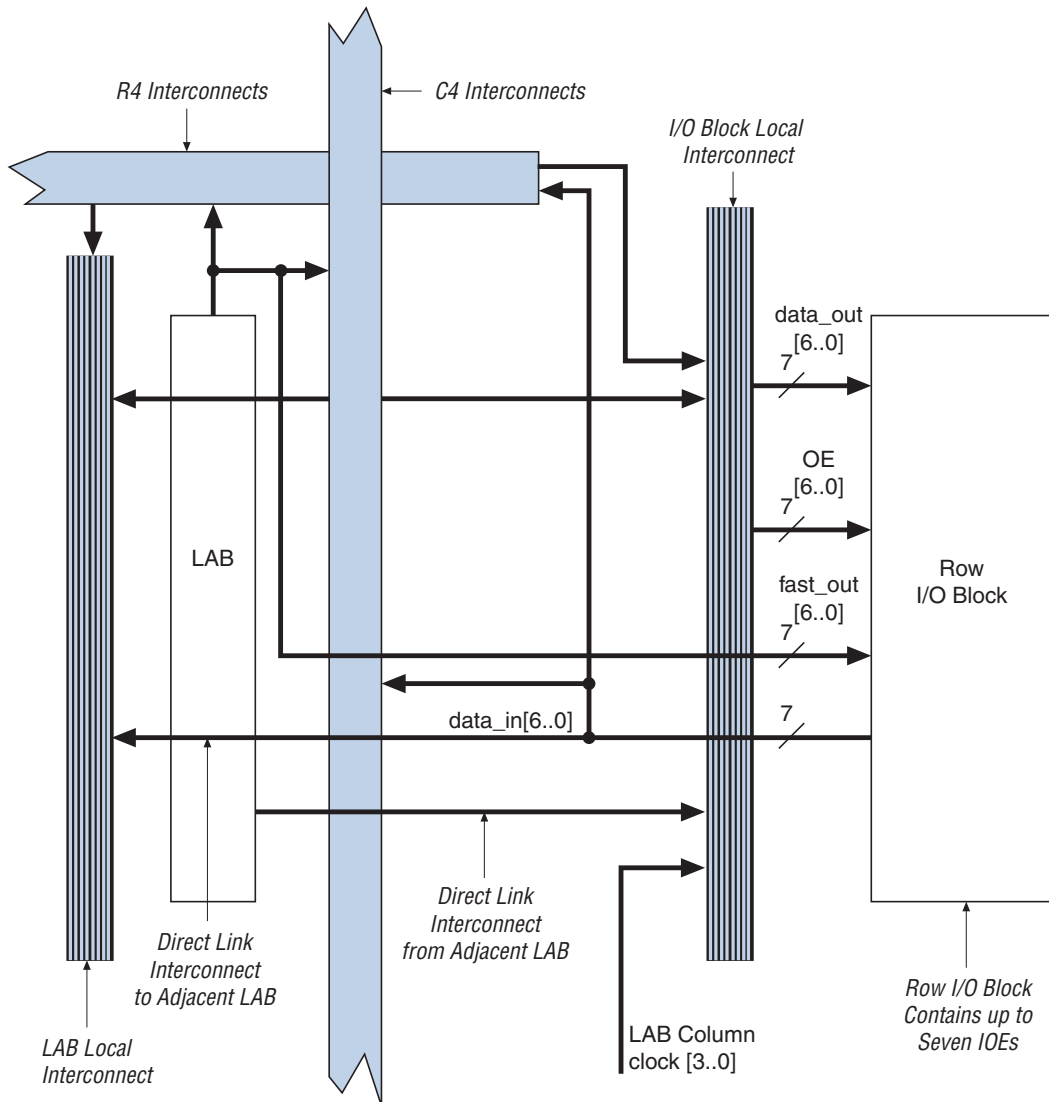 R4 Interconnects
C4 Interconnects
I/O Block Local
Interconnect
data_out
[6..0]
7
OE
[6..0]
7
LAB
Row
I/O Block
fast_out
[6..0]
7
data_in[6..0]
7
Direct Link
Interconnect
to Adjacent LAB
Direct Link
Interconnect
from Adjacent LAB
Row I/O Block
Contains up to
Seven IOEs
LAB Local
Interconnect
LAB Column
clock [3..0]